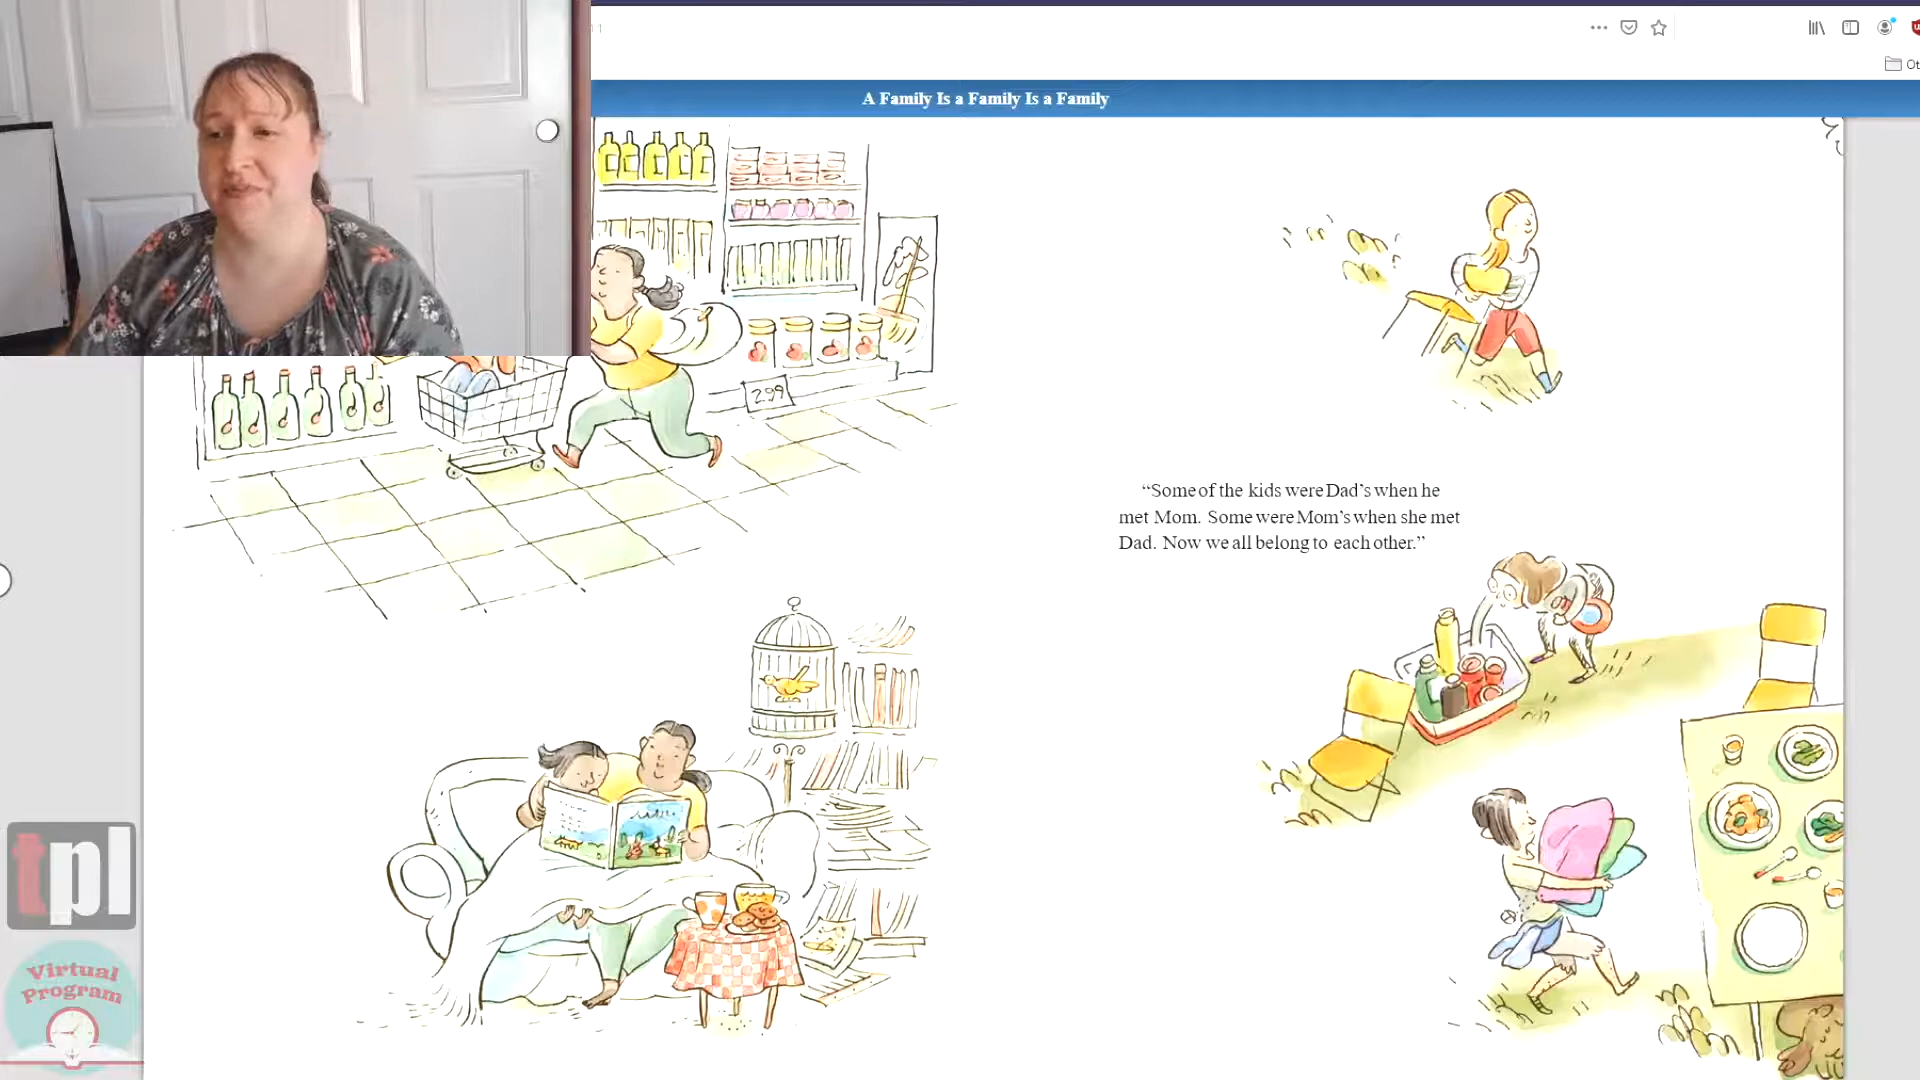 Ot
A Family Is a Family Is a Family
2.99
“Some of the kids were Dad’s when he
met Mom. Some were Mom’s when she met
Dad. Now we all belong to each other.”
tpl
Virtual
Program